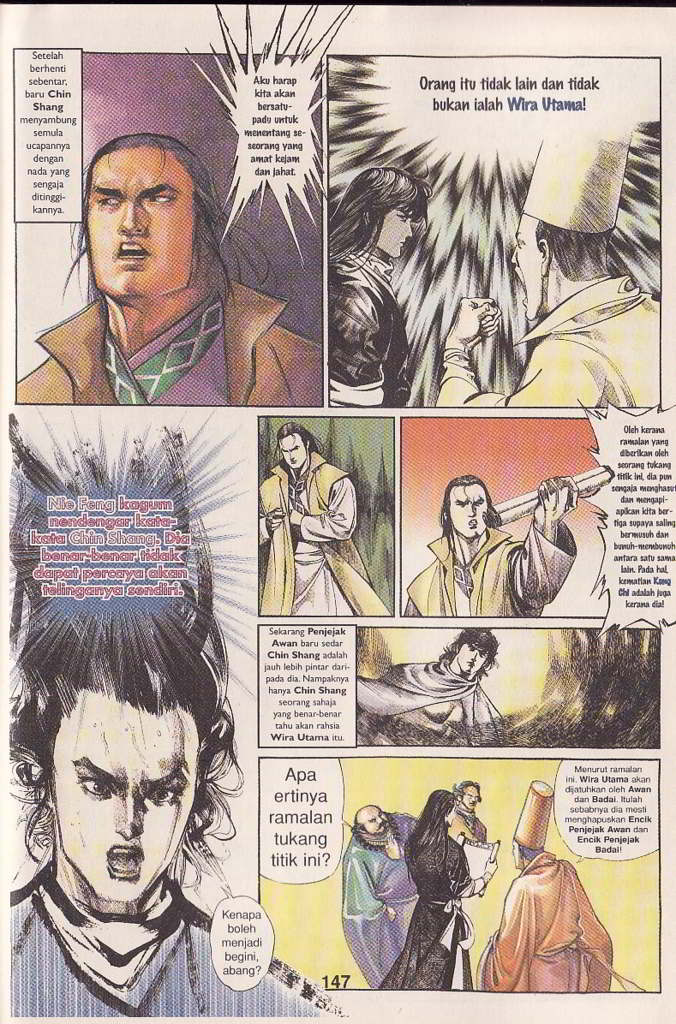 Setelah
berhenti
sebentar,
baru Chin
Shang
menyambung
semula
ucapannya
dengan
nada yang
sengaja
ditinggi-
kannya.
Aku harap
kita akan
bersatu-
padu untuk
menentang se-
seorang yang
amat kejam
dan jahat.
Orang itu tidak lain dan tidak
bukan ialah Wira Utama!
Nie Feng kagum
nendengar kata-
kata Chin Shang. Dia
benar-benar tidak
dapat percaya akan
telinganya sendiri.
Oleh kerana
ramalan yang
diberikan oleh
seorang tukang
titik ini, dia pun
sengaja menghasut
dan mengapi-
apikan kita ber-
tiga supaya saling
bermusuh dan
bunuh-membunuh
antara satu sama
lain. Pada hal,
kematian Kong
Chi adalah juga
kerana dia!
Sekarang Penjejak
Awan baru sedar
Chin Shang adalah
jauh lebih pintar dari-
pada dia. Nampaknya
hanya Chin Shang
seorang sahaja
yang benar-benar
tahu akan rahsia
Wira Utama itu.
Apa
ertinya
ramalan
tukang
titik ini?
Menurut ramalan
ini. Wira Utama akan
dijatuhkan oleh Awan
dan Badai. Itulah
sebabnya dia mesti
menghapuskan Encik
Penjejak Awan dan
Encik Penjejak
Badai!
Kenapa
boleh
menjadi
begini,
abang?
147